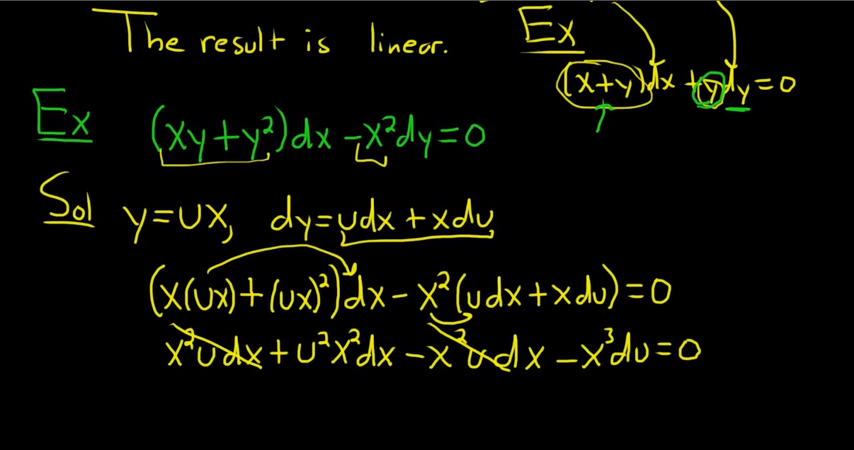 The result is linear.
Ex
(x+y)dx + y dy = 0
Ex (xy + y²)dx - x²dy = 0
Sol y = ux, dy = udx + xdu
(x(ux) + (ux)²)dx - x²(udx + xdu) = 0
x²udx + u²x²dx - x²udx - x³du = 0